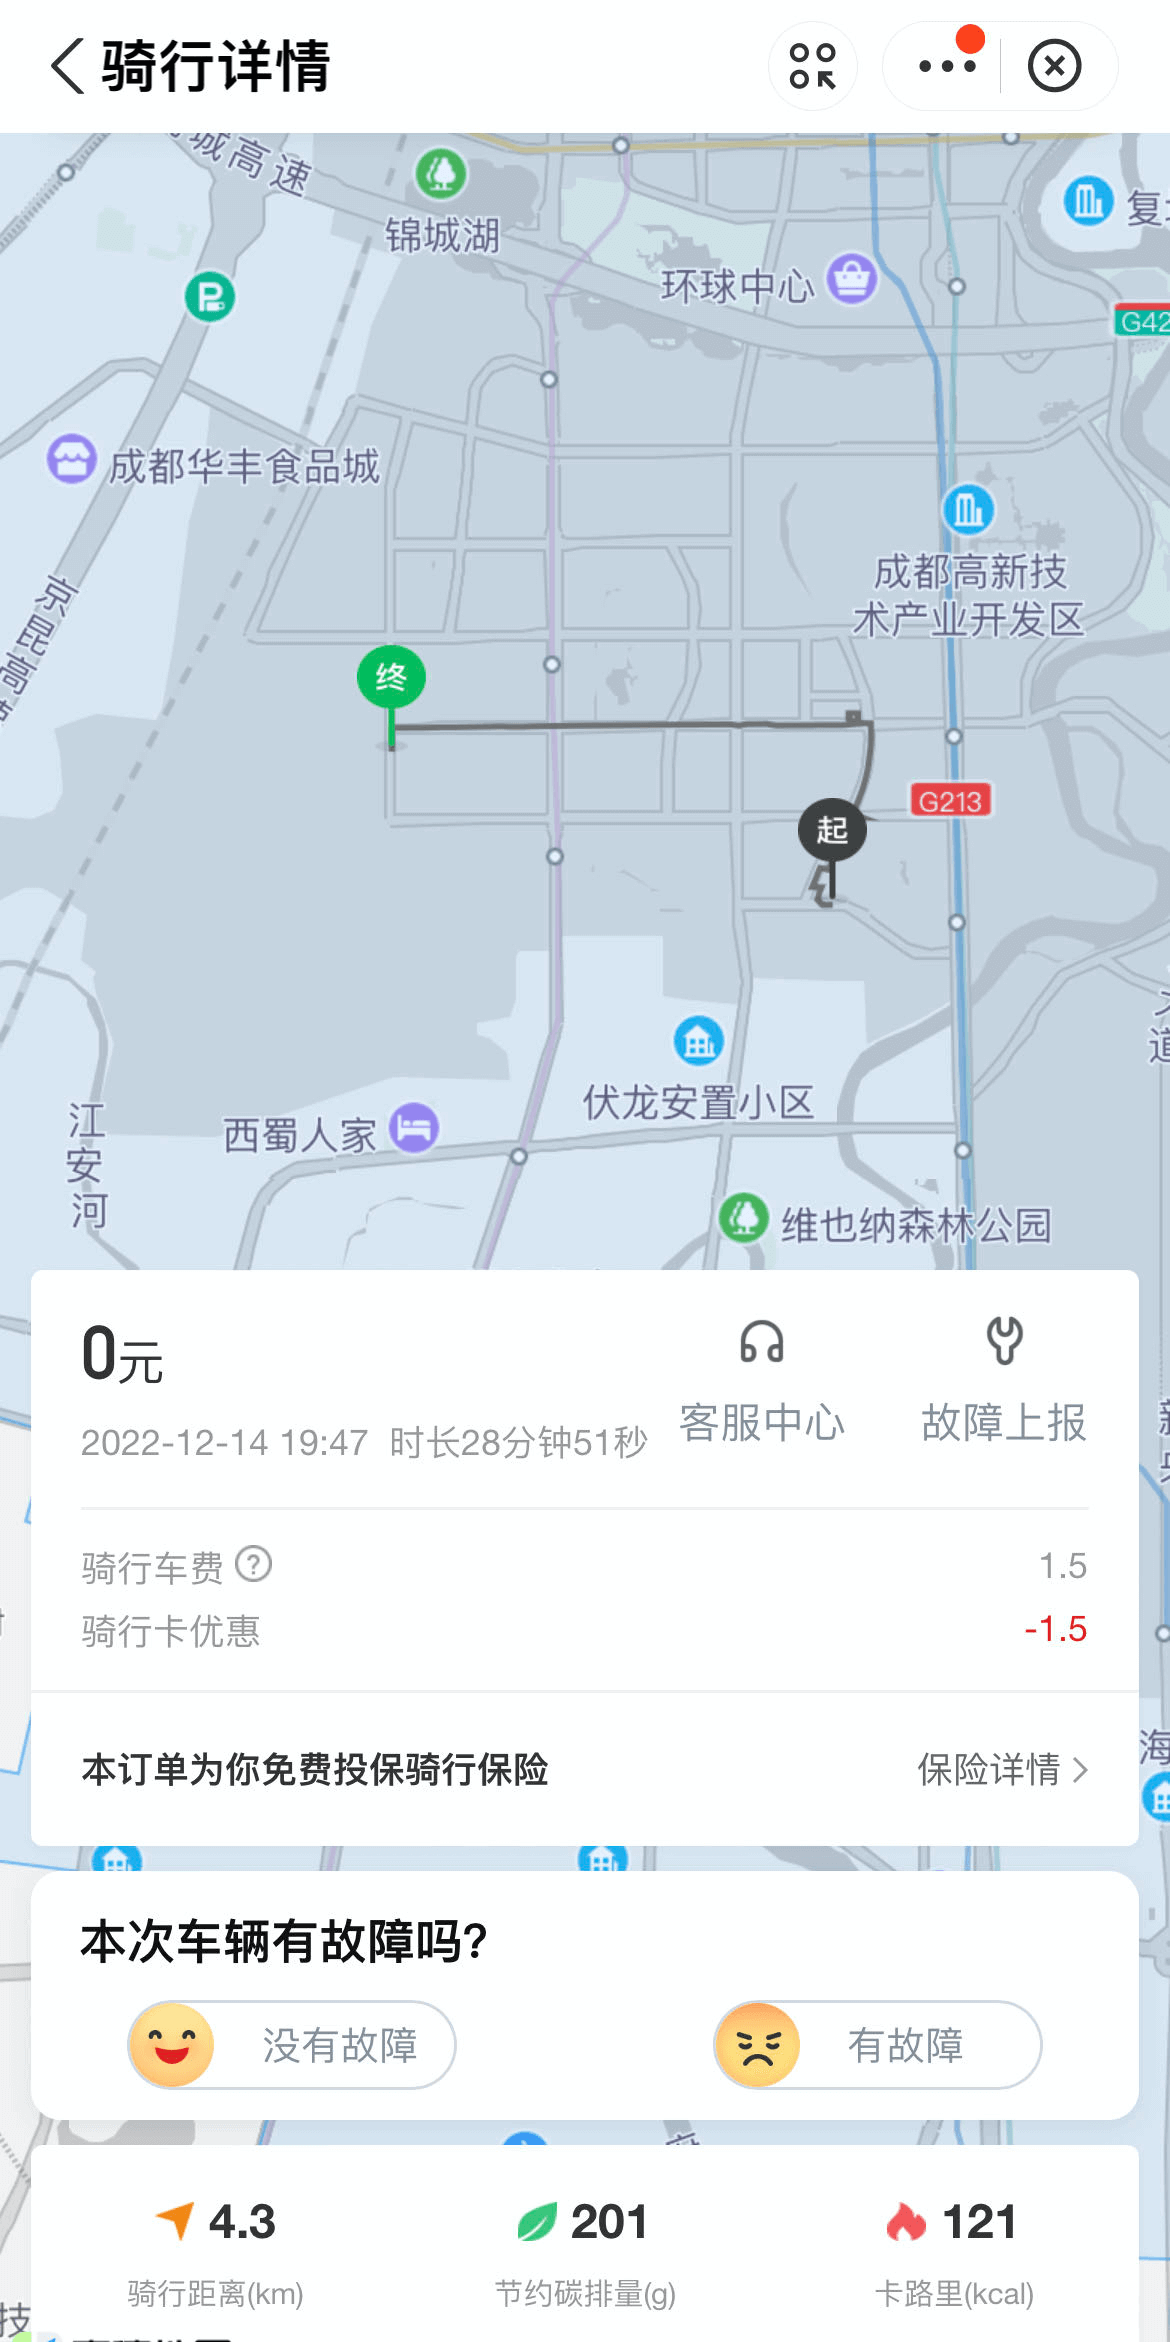 骑行详情
城高速
锦城湖
环球中心
G42
成都华丰食品城
成都高新技
术产业开发区
京昆高
终
G213
起
伏龙安置小区
西蜀人家
江安河
维也纳森林公园
0元
客服中心
故障上报
2022-12-14 19:47 时长28分钟51秒
骑行车费 ?
1.5
骑行卡优惠
-1.5
本订单为你免费投保骑行保险
保险详情
海
本次车辆有故障吗?
没有故障
有故障
4.3
201
121
骑行距离(km)
节约碳排量(g)
卡路里(kcal)
技